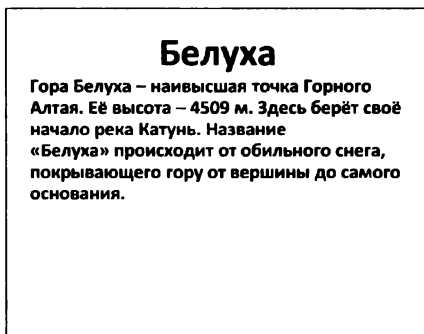 Белуха
Гора Белуха – наивысшая точка Горного
Алтая. Её высота – 4509 м. Здесь берёт своё
начало река Катунь. Название
«Белуха» происходит от обильного снега,
покрывающего гору от вершины до самого
основания.